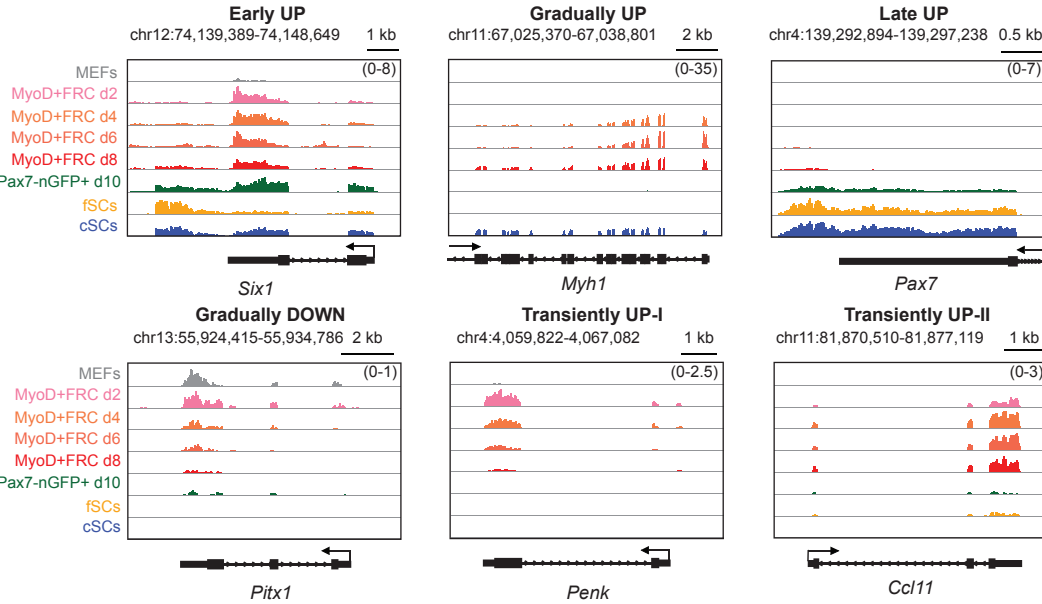 Early UP
chr12:74,139,389-74,148,649 1 kb
(0-8)
MEFs
MyoD+FRC d2
MyoD+FRC d4
MyoD+FRC d6
MyoD+FRC d8
Pax7-nGFP+ d10
fSCs
cSCs
Six1
Gradually UP
chr11:67,025,370-67,038,801 2 kb
(0-35)
Myh1
Late UP
chr4:139,292,894-139,297,238 0.5 kb
(0-7)
Pax7
Gradually DOWN
chr13:55,924,415-55,934,786 2 kb
(0-1)
MEFs
MyoD+FRC d2
MyoD+FRC d4
MyoD+FRC d6
MyoD+FRC d8
Pax7-nGFP+ d10
fSCs
cSCs
Pitx1
Transiently UP-I
chr4:4,059,822-4,067,082 1 kb
(0-2.5)
Penk
Transiently UP-II
chr11:81,870,510-81,877,119 1 kb
(0-3)
Ccl11